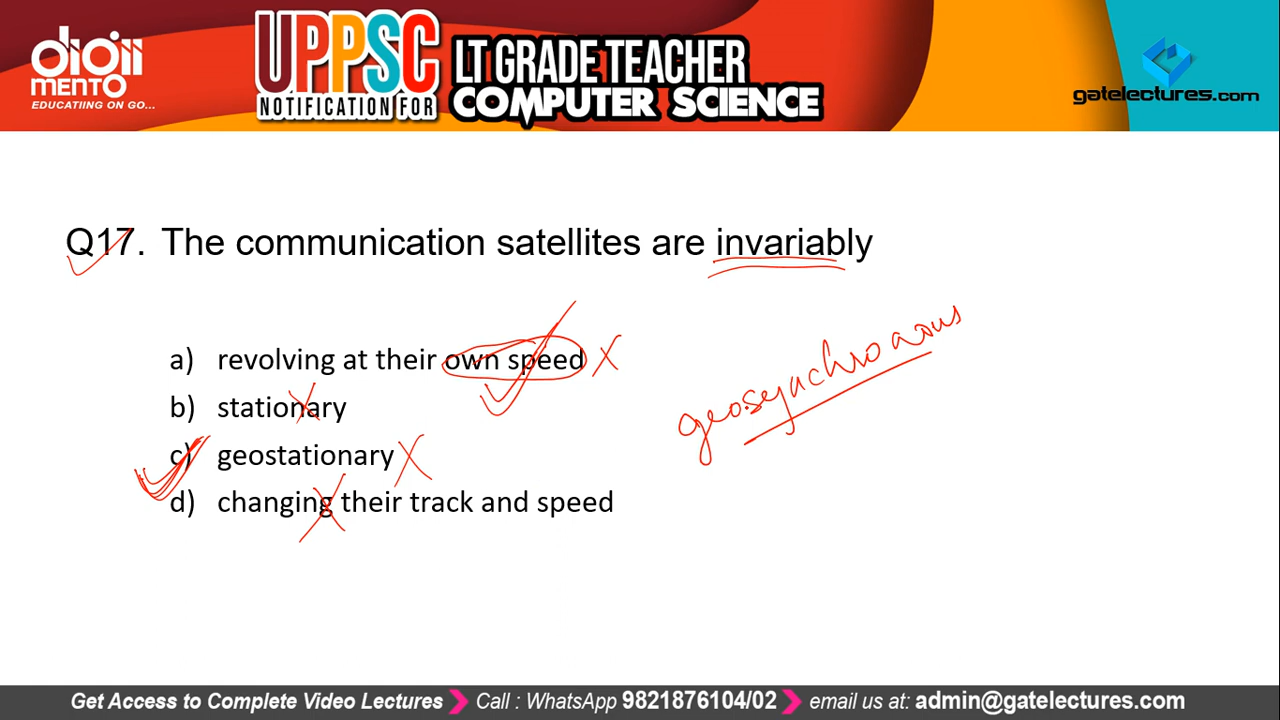 digii
MENTO
EDUCATIING ON GO...
UPPSC
NOTIFICATION FOR
LT GRADE TEACHER
COMPUTER SCIENCE
gatelectures.com
Q17. The communication satellites are invariably
a) revolving at their own speed
b) stationary
c) geostationary
d) changing their track and speed
geosynchronous
Get Access to Complete Video Lectures
Call : WhatsApp 9821876104/02
email us at: admin@gatelectures.com